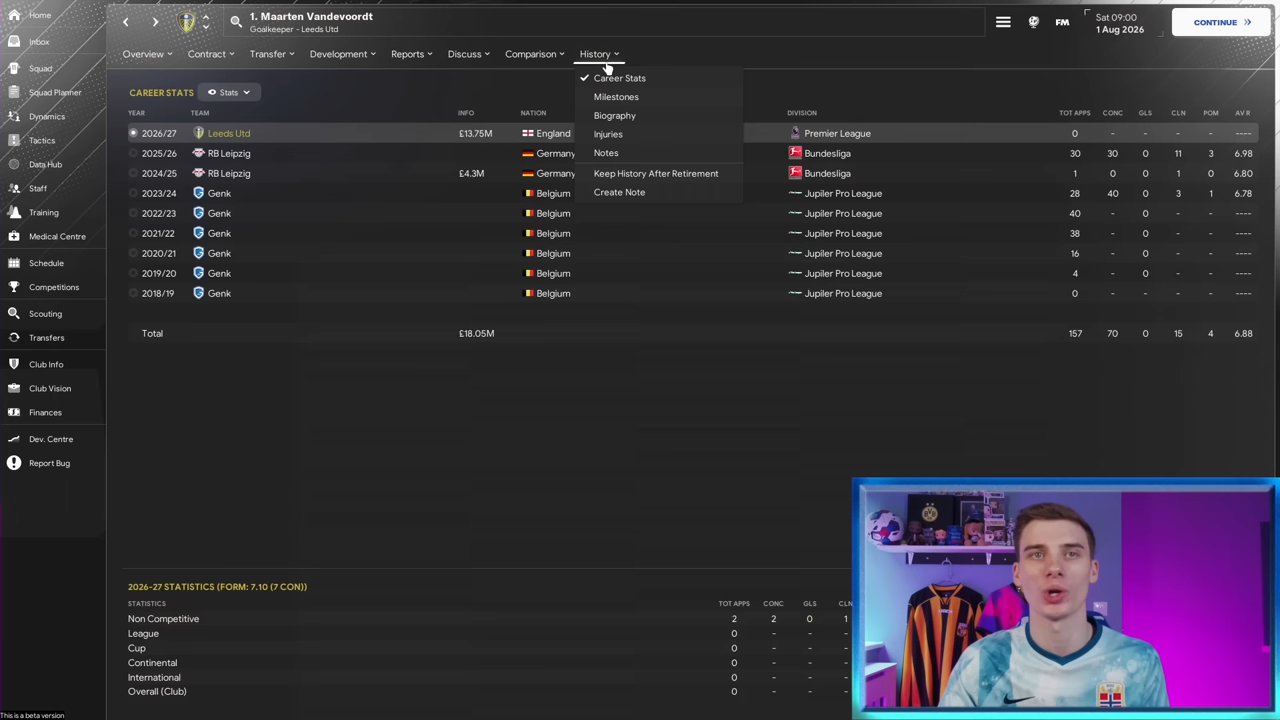 Home
Inbox
Squad
Squad Planner
Dynamics
Tactics
Data Hub
Staff
Training
Medical Centre
Schedule
Competitions
Scouting
Transfers
Club Info
Club Vision
Finances
Dev. Centre
Report Bug
This is a beta version
1. Maarten Vandevoordt
Goalkeeper - Leeds Utd
FM
Sat 09:00
1 Aug 2026
CONTINUE
Overview Contract Transfer Development Reports Discuss Comparison History
Career Stats
Milestones
Biography
Injuries
Notes
Keep History After Retirement
Create Note
CAREER STATS Stats
YEAR TEAM INFO NATION DIVISION TOT APPS CONC GLS CLN POM AV R
2026/27 Leeds Utd £13.75M England Premier League 0 - 0 - - ----
2025/26 RB Leipzig Germany Bundesliga 30 30 0 11 3 6.98
2024/25 RB Leipzig £4.3M Germany Bundesliga 1 0 0 1 0 6.80
2023/24 Genk Belgium Jupiler Pro League 28 40 0 3 1 6.78
2022/23 Genk Belgium Jupiler Pro League 40 - 0 - - ----
2021/22 Genk Belgium Jupiler Pro League 38 - 0 - - ----
2020/21 Genk Belgium Jupiler Pro League 16 - 0 - - ----
2019/20 Genk Belgium Jupiler Pro League 4 - 0 - - ----
2018/19 Genk Belgium Jupiler Pro League 0 - 0 - - ----
Total £18.05M 157 70 0 15 4 6.88
2026-27 STATISTICS (FORM: 7.10 (7 CON))
STATISTICS TOT APPS CONC GLS CLN
Non Competitive 2 2 0 1
League 0 - - -
Cup 0 - - -
Continental 0 - - -
International 0 - - -
Overall (Club) 0 - - -